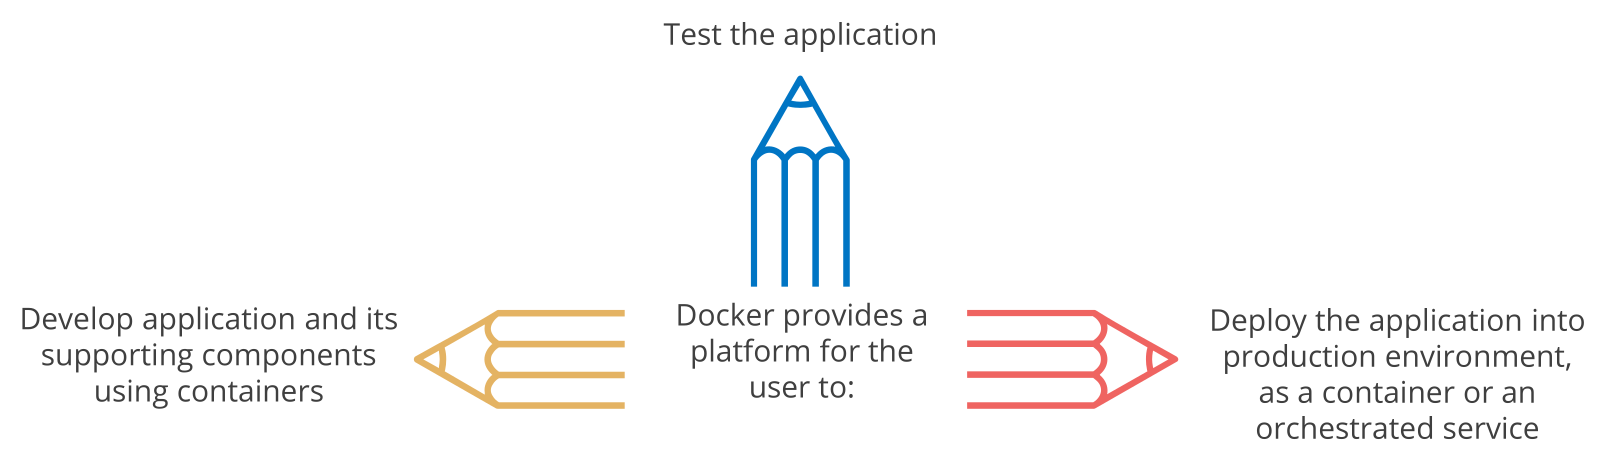 Test the application
Develop application and its
supporting components
using containers
Docker provides a
platform for the
user to:
Deploy the application into
production environment,
as a container or an
orchestrated service